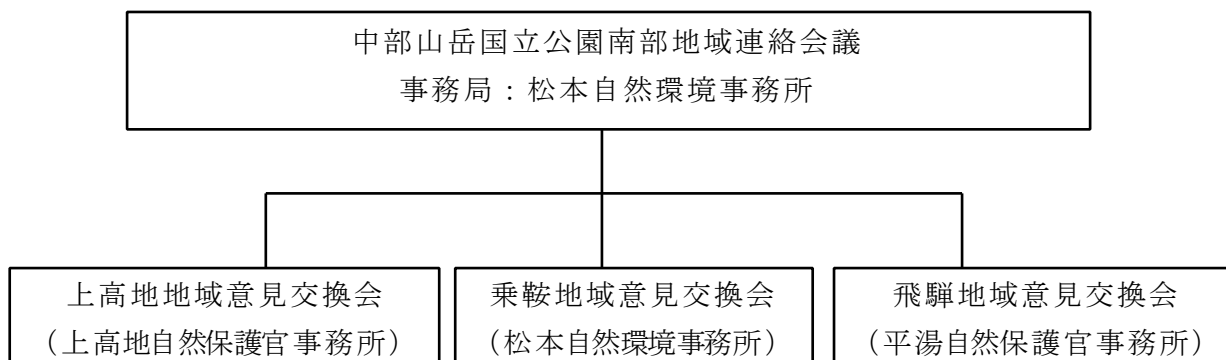 中部山岳国立公園南部地域連絡会議
事務局：松本自然環境事務所
上高地地域意見交換会
（上高地自然保護官事務所）
乗鞍地域意見交換会
（松本自然環境事務所）
飛騨地域意見交換会
（平湯自然保護官事務所）